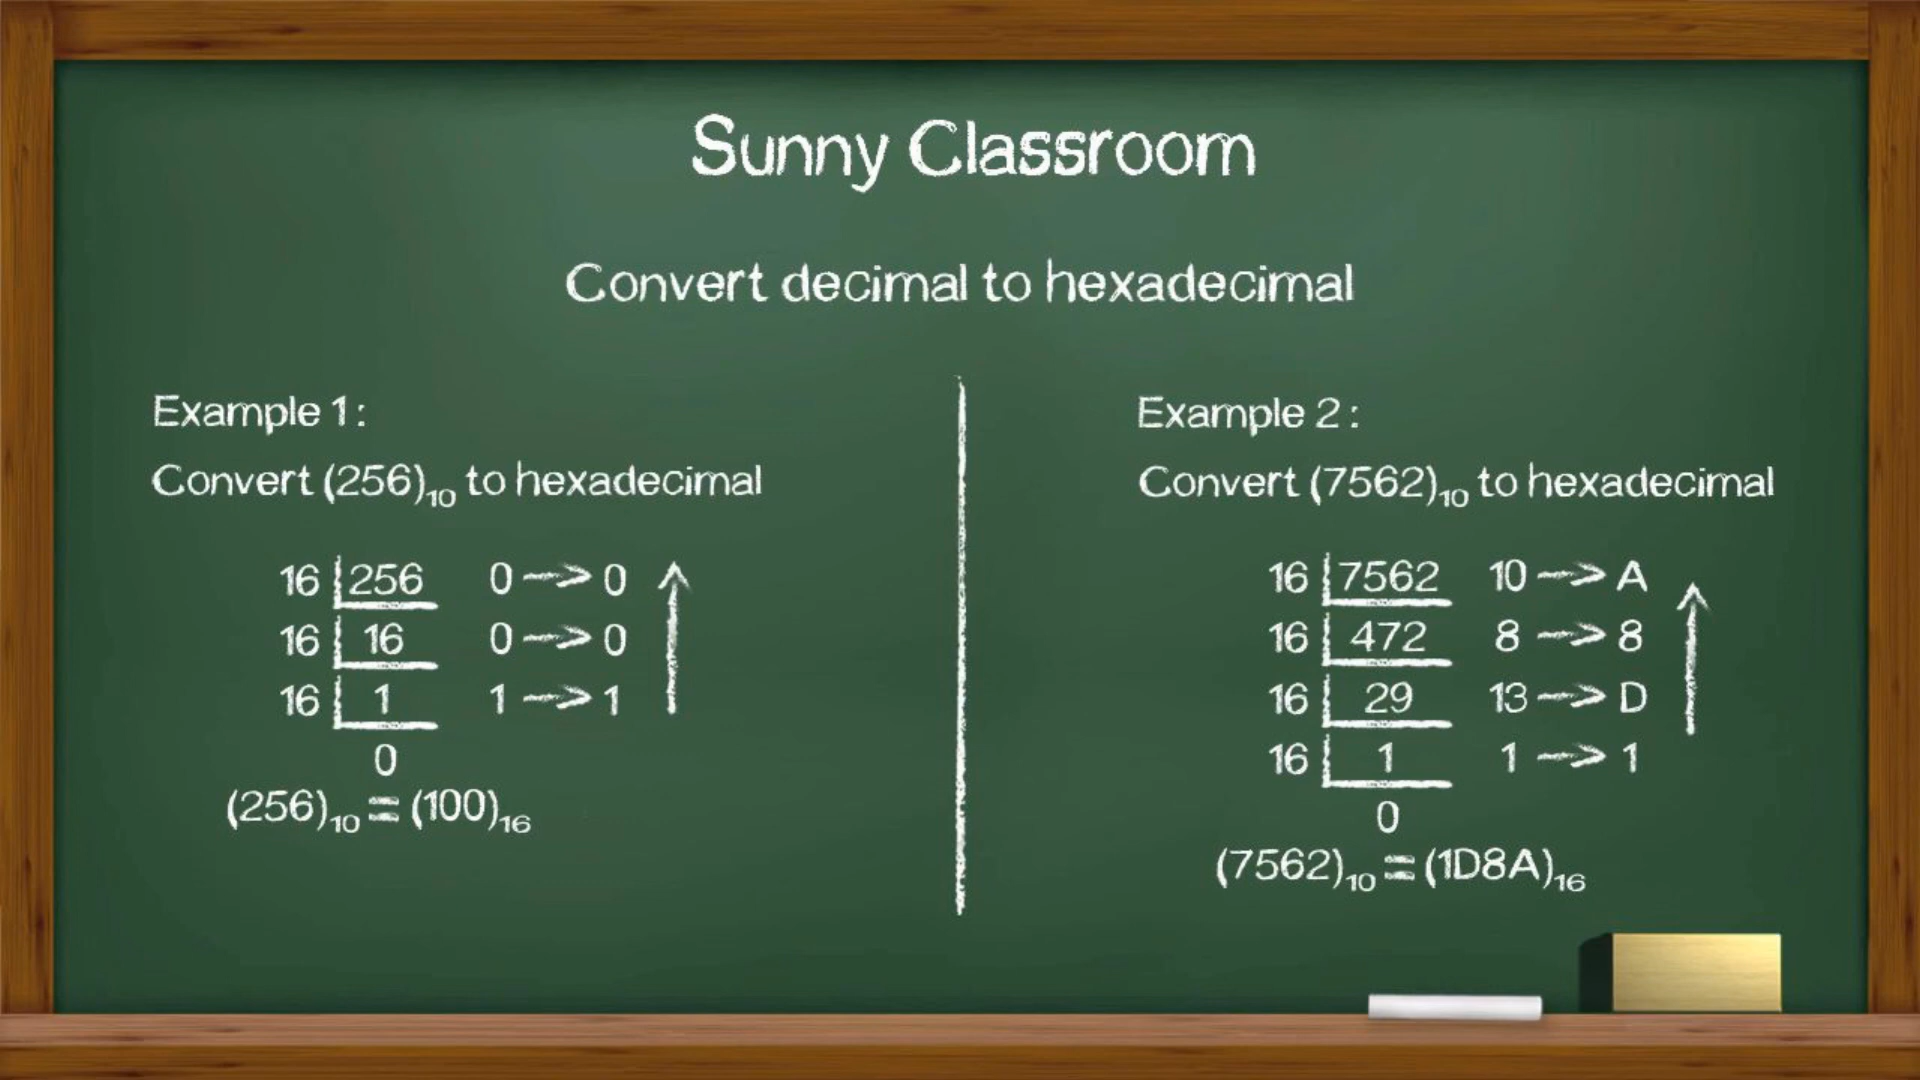 Sunny Classroom
Convert decimal to hexadecimal
Example 1:
Convert (256)₁₀ to hexadecimal
16 256 0 -> 0
16 16 0 -> 0
16 1 1 -> 1
0
(256)₁₀ = (100)₁₆
Example 2:
Convert (7562)₁₀ to hexadecimal
16 7562 10 -> A
16 472 8 -> 8
16 29 13 -> D
16 1 1 -> 1
0
(7562)₁₀ = (1D8A)₁₆